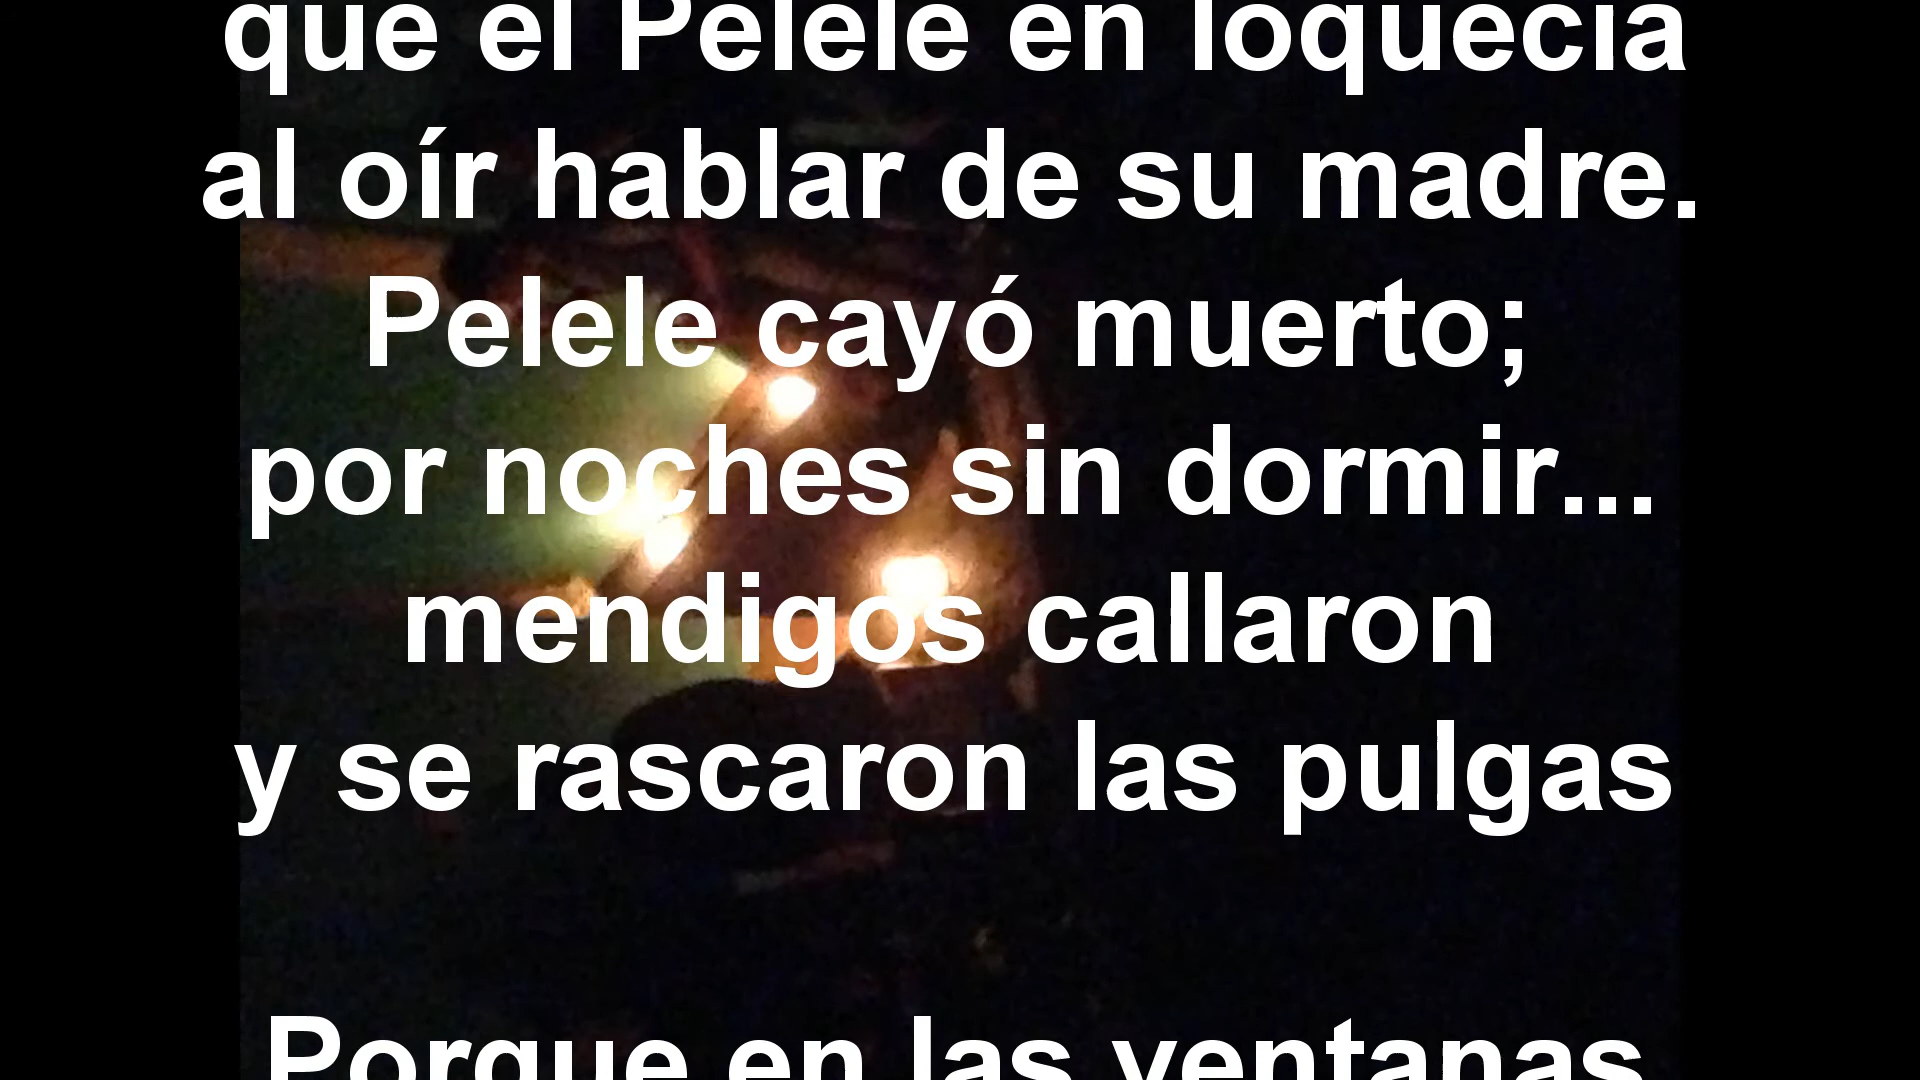 que el Pelele en loquecía
al oír hablar de su madre.
Pelele cayó muerto;
por noches sin dormir...
mendigos callaron
y se rascaron las pulgas
Porque en las ventanas